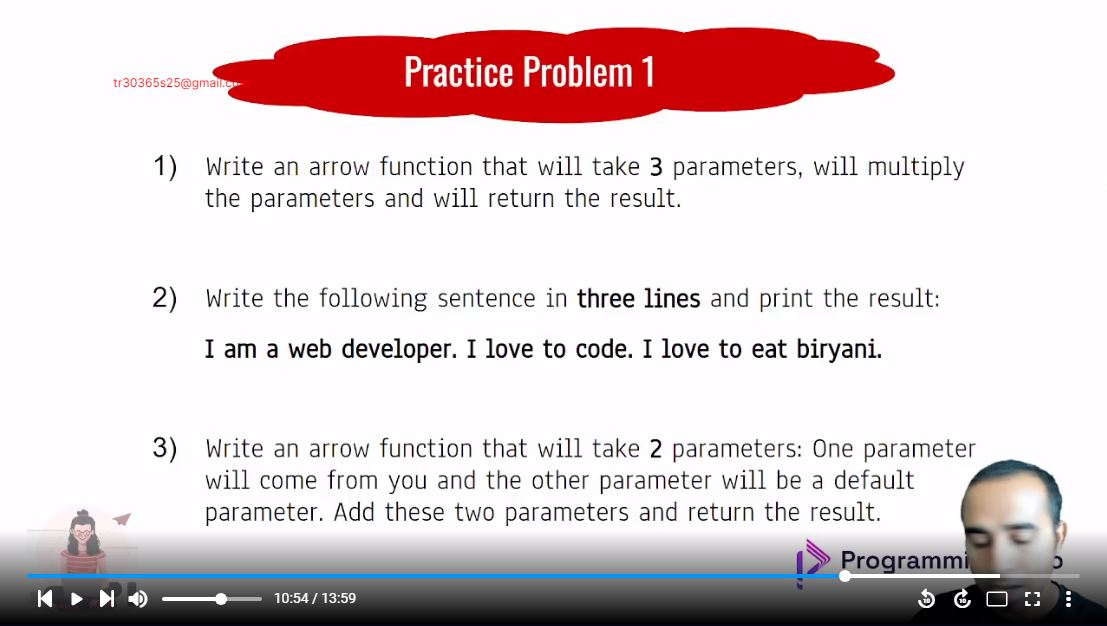 Practice Problem 1
tr30365s25@gmail.c
1) Write an arrow function that will take 3 parameters, will multiply
the parameters and will return the result.
2) Write the following sentence in three lines and print the result:
I am a web developer. I love to code. I love to eat biryani.
3) Write an arrow function that will take 2 parameters: One parameter
will come from you and the other parameter will be a default
parameter. Add these two parameters and return the result.
10:54 / 13:59